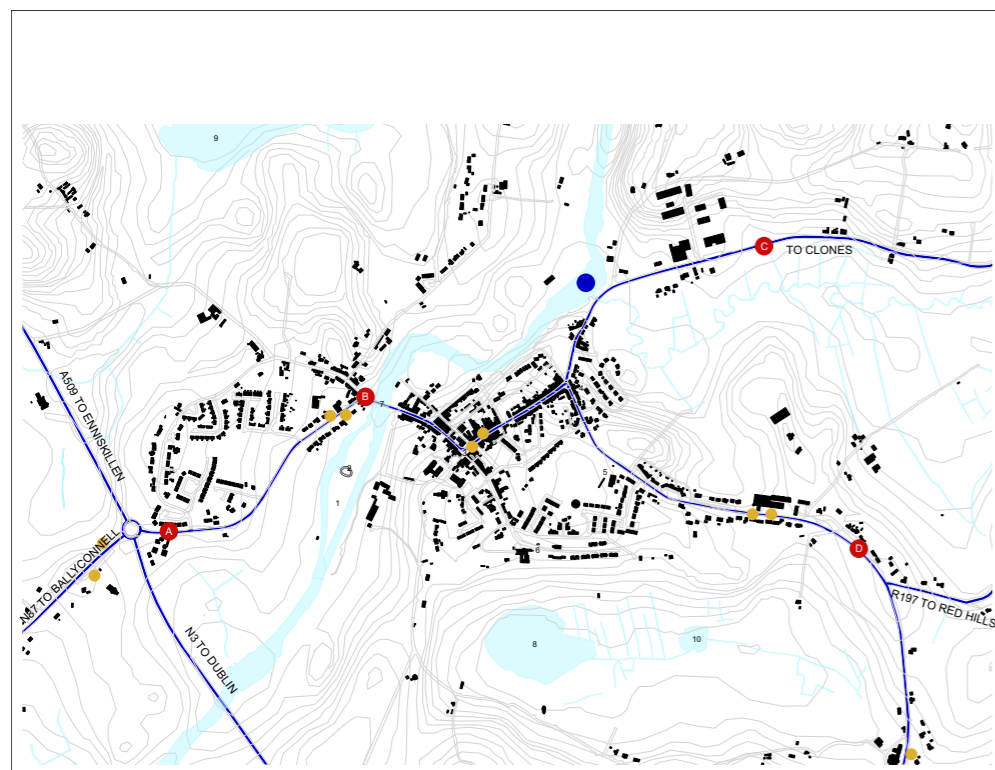 9
C
TO CLONES
A509 TO ENNISKILLEN
B
7
5
1
A
6
D
N87 TO BALLYCONNELL
R197 TO RED HILLS
N3 TO DUBLIN
8
10